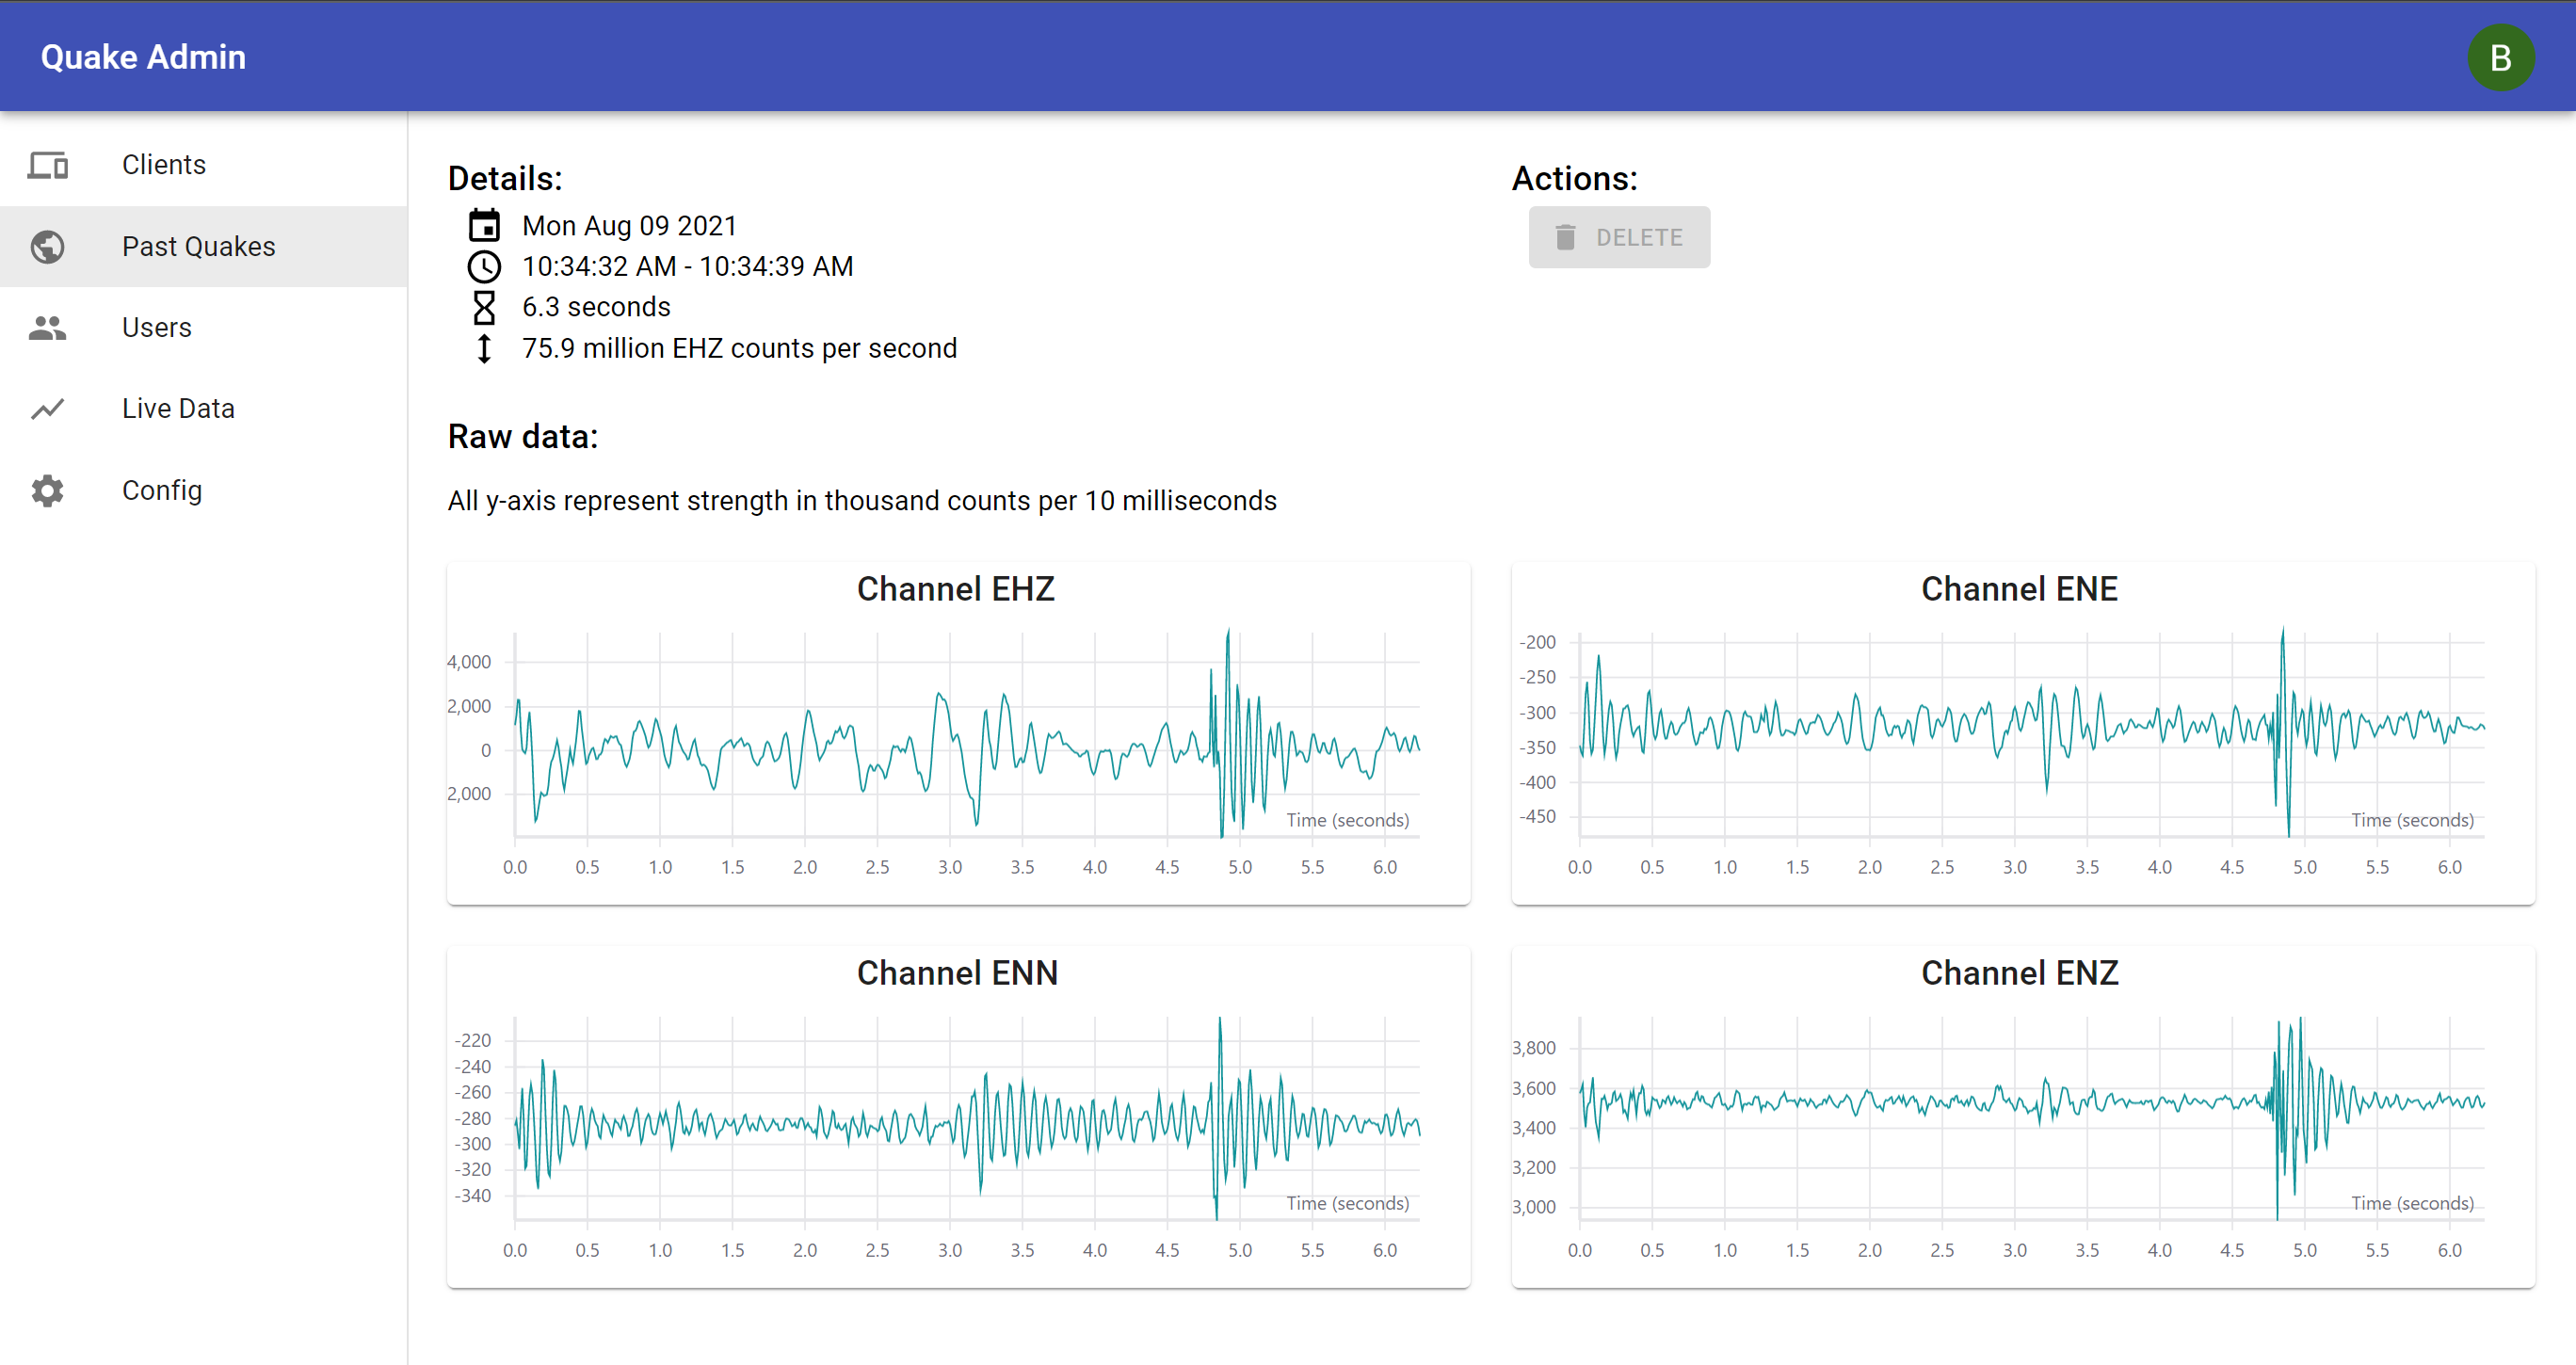 Quake Admin
B
Clients
Past Quakes
Users
Live Data
Config
Details:
Mon Aug 09 2021
10:34:32 AM - 10:34:39 AM
6.3 seconds
75.9 million EHZ counts per second
Actions:
DELETE
Raw data:
All y-axis represent strength in thousand counts per 10 milliseconds
Channel EHZ
4,000
2,000
0
2,000
Time (seconds)
0.0 0.5 1.0 1.5 2.0 2.5 3.0 3.5 4.0 4.5 5.0 5.5 6.0
Channel ENE
-200
-250
-300
-350
-400
-450
Time (seconds)
0.0 0.5 1.0 1.5 2.0 2.5 3.0 3.5 4.0 4.5 5.0 5.5 6.0
Channel ENN
-220
-240
-260
-280
-300
-320
-340
Time (seconds)
0.0 0.5 1.0 1.5 2.0 2.5 3.0 3.5 4.0 4.5 5.0 5.5 6.0
Channel ENZ
3,800
3,600
3,400
3,200
3,000
Time (seconds)
0.0 0.5 1.0 1.5 2.0 2.5 3.0 3.5 4.0 4.5 5.0 5.5 6.0